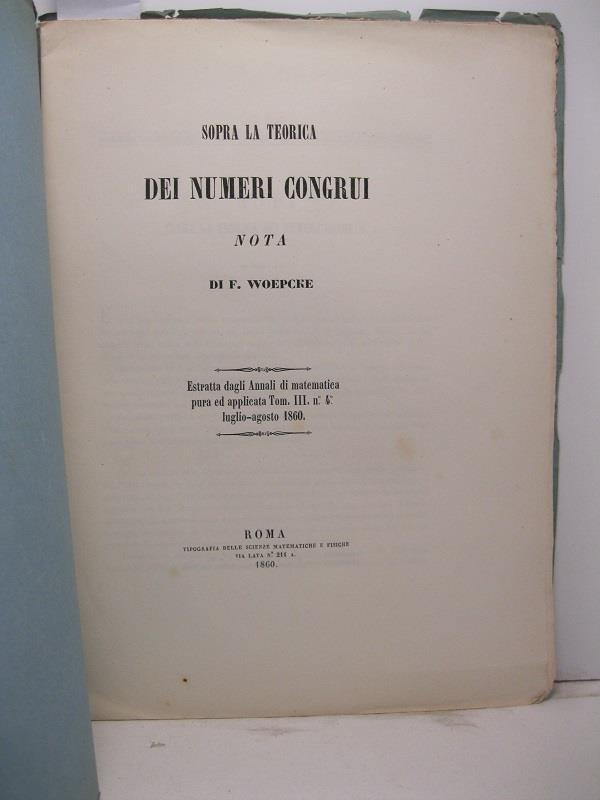 SOPRA LA TEORICA
DEI NUMERI CONGRUI
NOTA
DI F. WOEPCKE
Estratta dagli Annali di matematica
pura ed applicata Tom. III. n.° 4.°
luglio-agosto 1860.
ROMA
TIPOGRAFIA DELLE SCIENZE MATEMATICHE E FISICHE
VIA LATA N.° 211 A.
1860.